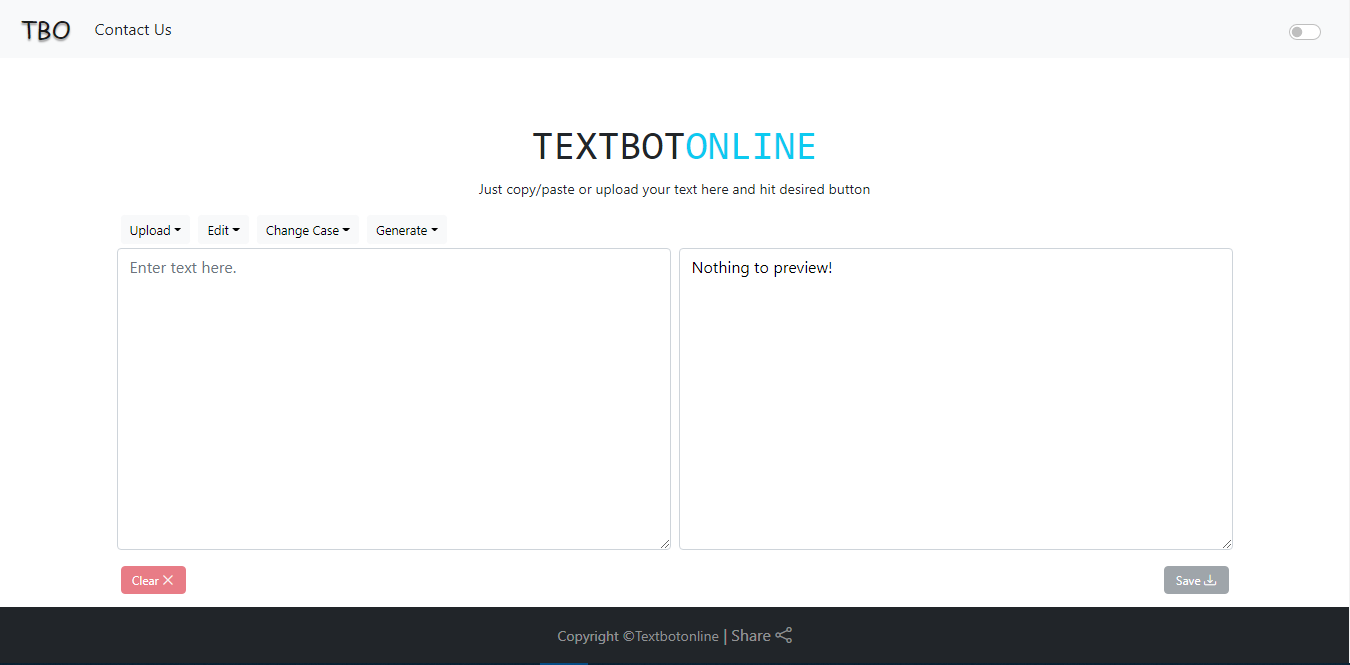 TBO Contact Us
TEXTBOTONLINE
Just copy/paste or upload your text here and hit desired button
Upload Edit Change Case Generate
Enter text here.
Nothing to preview!
Clear
Save
Copyright ©Textbotonline | Share